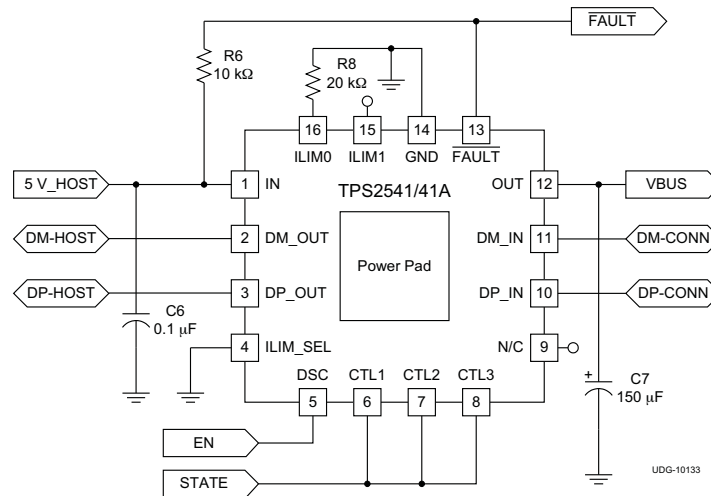 FAULT
R6
10 kΩ
R8
20 kΩ
16
15
14
13
ILIM0
ILIM1
GND
FAULT
5 V_HOST
1
IN
TPS2541/41A
OUT
12
VBUS
DM-HOST
2
DM_OUT
DM_IN
11
DM-CONN
Power Pad
DP-HOST
3
DP_OUT
DP_IN
10
DP-CONN
C6
0.1 µF
4
ILIM_SEL
N/C
9
DSC
CTL1
CTL2
CTL3
5
6
7
8
+
C7
150 µF
EN
STATE
UDG-10133